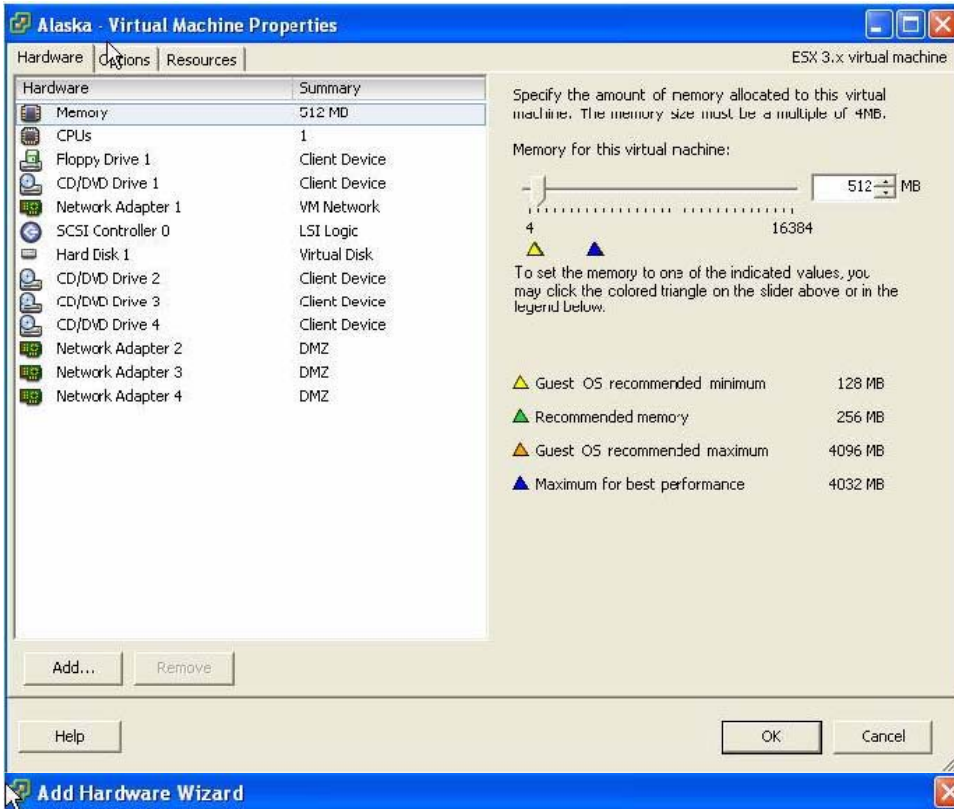 Alaska - Virtual Machine Properties
Hardware Options Resources
ESX 3.x virtual machine
Hardware Summary
Memory 512 MB
CPUs 1
Floppy Drive 1 Client Device
CD/DVD Drive 1 Client Device
Network Adapter 1 VM Network
SCSI Controller 0 LSI Logic
Hard Disk 1 Virtual Disk
CD/DVD Drive 2 Client Device
CD/DVD Drive 3 Client Device
CD/DVD Drive 4 Client Device
Network Adapter 2 DMZ
Network Adapter 3 DMZ
Network Adapter 4 DMZ
Specify the amount of memory allocated to this virtual
machine. The memory size must be a multiple of 4MB.
Memory for this virtual machine:
512 MB
4 16384
To set the memory to one of the indicated values, you
may click the colored triangle on the slider above or in the
legend below.
Guest OS recommended minimum 128 MB
Recommended memory 256 MB
Guest OS recommended maximum 4096 MB
Maximum for best performance 4032 MB
Add... Remove
Help OK Cancel
Add Hardware Wizard